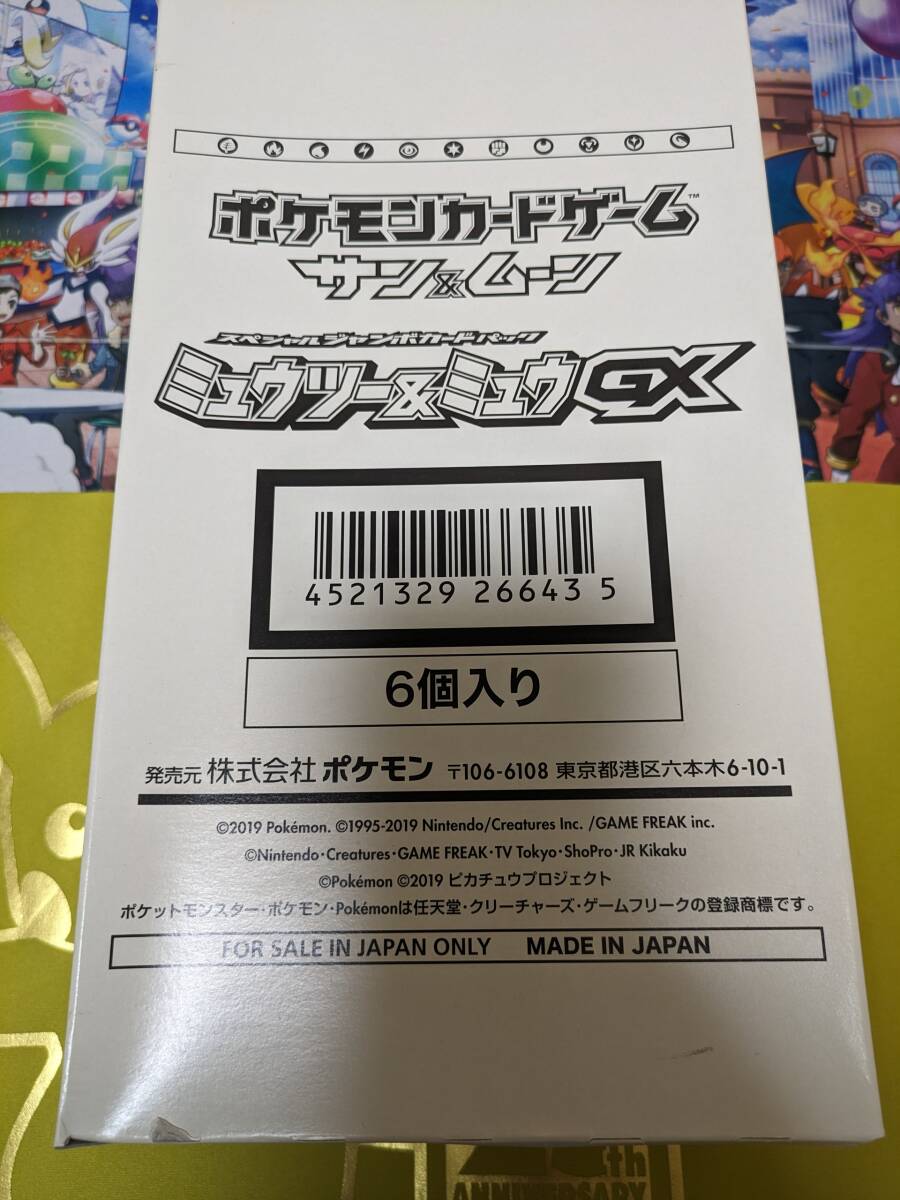 ポケモンカードゲーム™
サン&ムーン
スペシャルジャンボカードパック
ミュウツー&ミュウGX
4521329 26643 5
6個入り
発売元 株式会社 ポケモン 〒106-6108 東京都港区六本木6-10-1
©2019 Pokémon. ©1995-2019 Nintendo/Creatures Inc. /GAME FREAK inc.
©Nintendo・Creatures・GAME FREAK・TV Tokyo・ShoPro・JR Kikaku
©Pokémon ©2019 ピカチュウプロジェクト
ポケットモンスター・ポケモン・Pokémonは任天堂・クリーチャーズ・ゲームフリークの登録商標です。
FOR SALE IN JAPAN ONLY MADE IN JAPAN
th
ANNIVERSARY